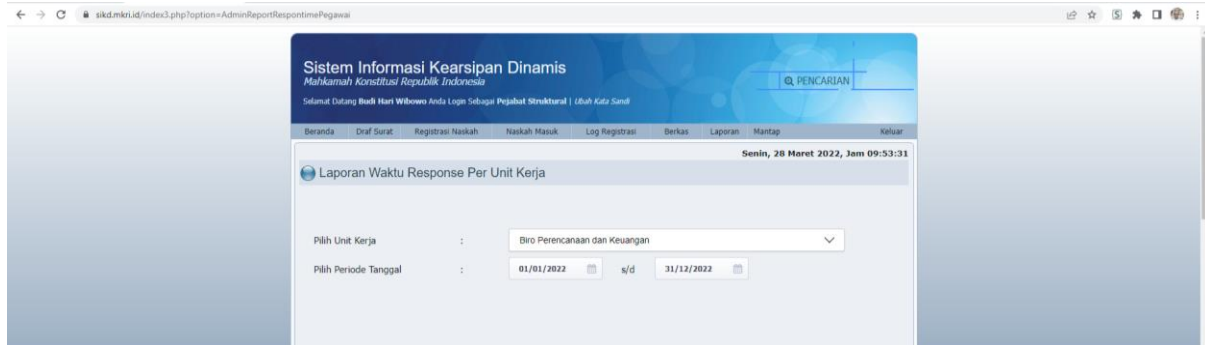 sikd.mkri.id/index3.php?option=AdminReportRespontimePegawai
Sistem Informasi Kearsipan Dinamis
Mahkamah Konstitusi Republik Indonesia
PENCARIAN
Selamat Datang Budi Hari Wibowo Anda Login Sebagai Pejabat Struktural | Ubah Kata Sandi
Beranda Draf Surat Registrasi Naskah Naskah Masuk Log Registrasi Berkas Laporan Mantap Keluar
Senin, 28 Maret 2022, Jam 09:53:31
Laporan Waktu Response Per Unit Kerja
Pilih Unit Kerja : Biro Perencanaan dan Keuangan
Pilih Periode Tanggal : 01/01/2022 s/d 31/12/2022